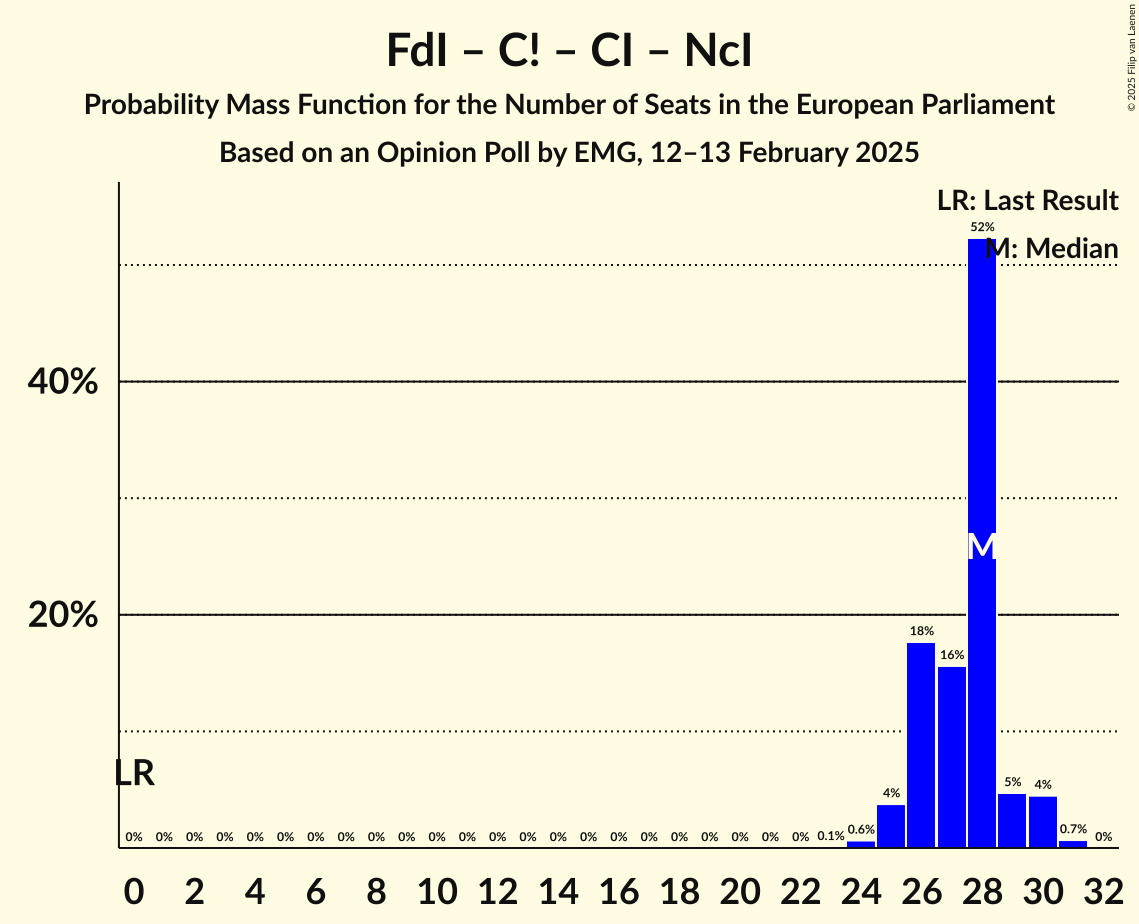 FdI – C! – CI – NcI
Probability Mass Function for the Number of Seats in the European Parliament
Based on an Opinion Poll by EMG, 12–13 February 2025
© 2025 Filip van Laenen
LR: Last Result
M: Median
52%
40%
M
20%
18%
16%
LR
0% 0% 0% 0% 0% 0% 0% 0% 0% 0% 0% 0% 0% 0% 0% 0% 0% 0% 0% 0% 0% 0% 0% 0.1% 0.6% 4% 5% 4% 0.7% 0%
0 2 4 6 8 10 12 14 16 18 20 22 24 26 28 30 32